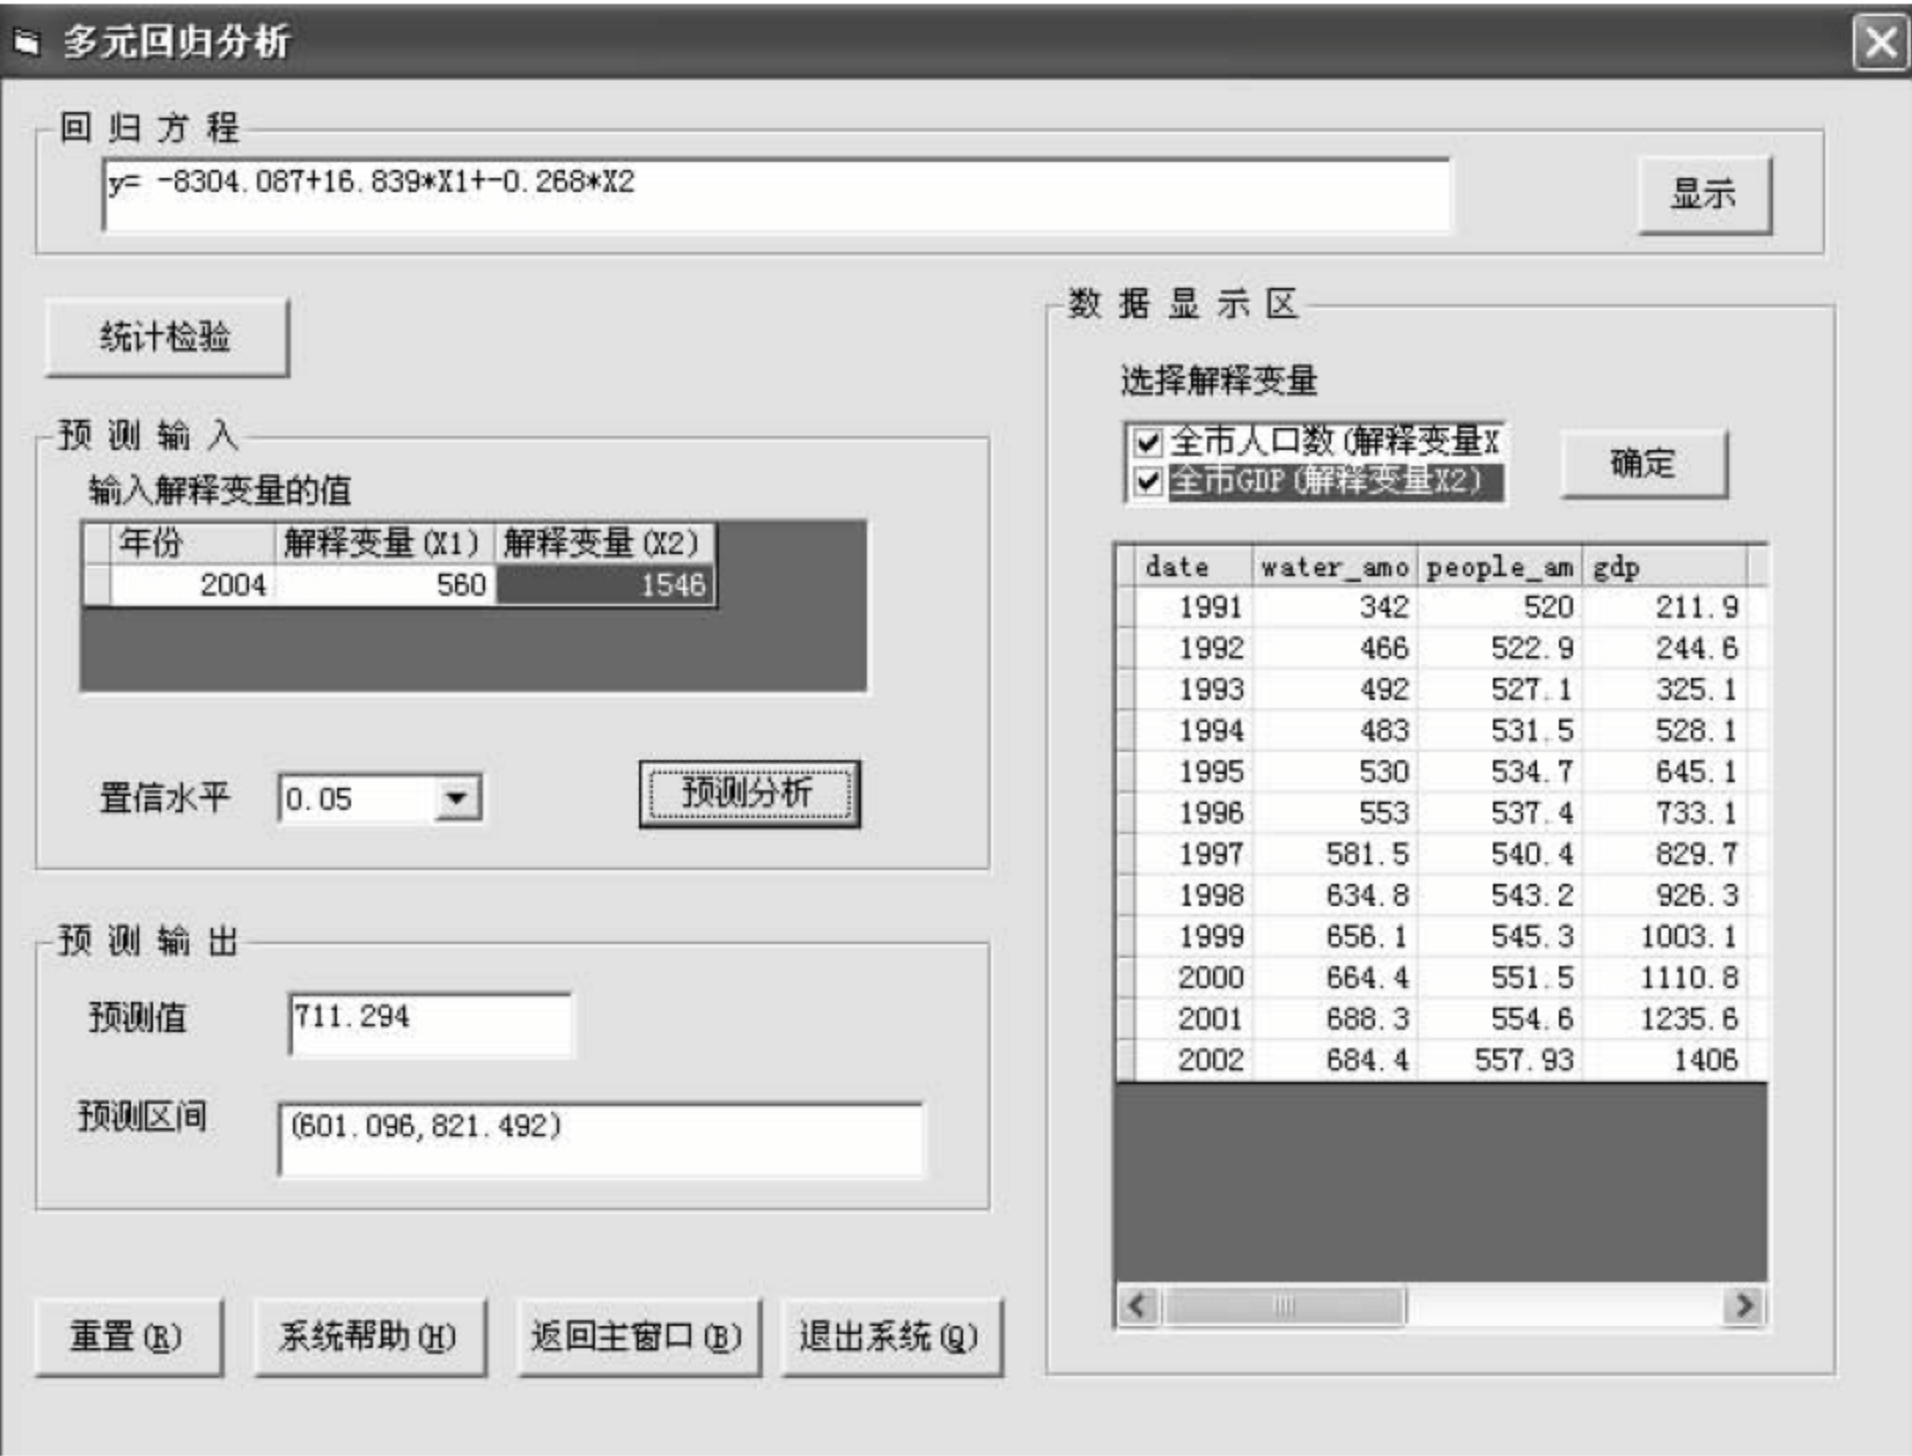 多元回归分析
回归方程
y= -8304.087+16.839*X1+-0.268*X2
显示
统计检验
预测输入
输入解释变量的值
年份 解释变量(X1) 解释变量(X2)
2004 560 1546
置信水平 0.05 预测分析
预测输出
预测值 711.294
预测区间 (601.096,821.492)
重置(R) 系统帮助(H) 返回主窗口(B) 退出系统(Q)
数据显示区
选择解释变量
全市人口数(解释变量X
全市GDP(解释变量X2)
确定
date water_amo people_am gdp
1991 342 520 211.9
1992 466 522.9 244.6
1993 492 527.1 325.1
1994 483 531.5 528.1
1995 530 534.7 645.1
1996 553 537.4 733.1
1997 581.5 540.4 829.7
1998 634.8 543.2 926.3
1999 656.1 545.3 1003.1
2000 664.4 551.5 1110.8
2001 688.3 554.6 1235.6
2002 684.4 557.93 1406